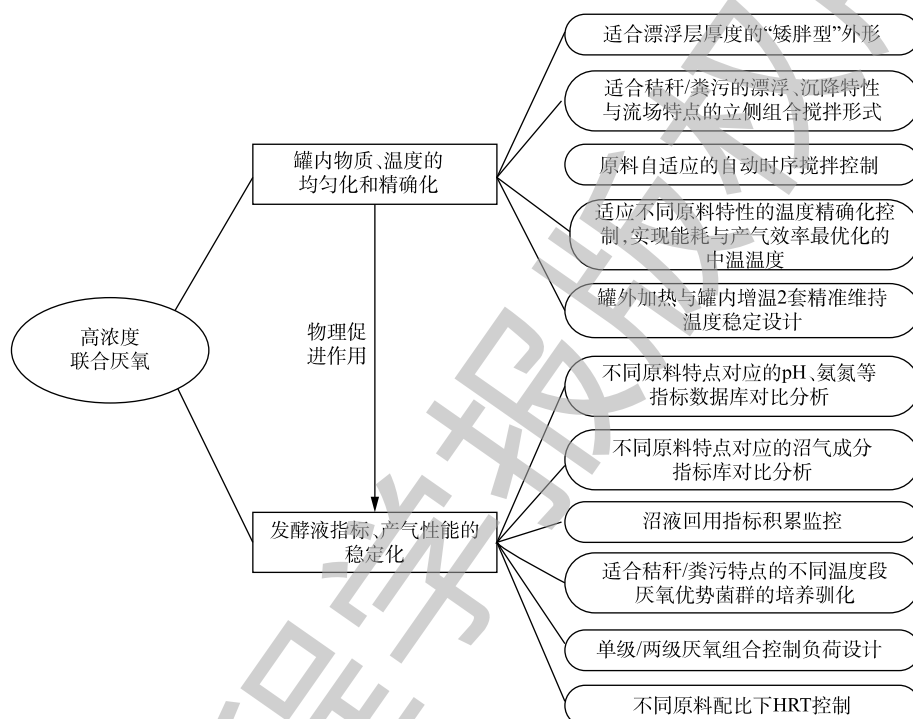 适合漂浮层厚度的“矮胖型”外形
适合秸秆/粪污的漂浮、沉降特性
与流场特点的立侧组合搅拌形式
罐内物质、温度的
均匀化和精确化
原料自适应的自动时序搅拌控制
适应不同原料特性的温度精确化控
制,实现能耗与产气效率最优化的
中温温度
罐外加热与罐内增温2套精准维持
温度稳定设计
高浓度
联合厌氧
物理促
进作用
不同原料特点对应的pH、氨氮等
指标数据库对比分析
不同原料特点对应的沼气成分
指标库对比分析
发酵液指标、产气性能的
稳定化
沼液回用指标积累监控
适合秸秆/粪污特点的不同温度段
厌氧优势菌群的培养驯化
单级/两级厌氧组合控制负荷设计
不同原料配比下HRT控制
学报版权